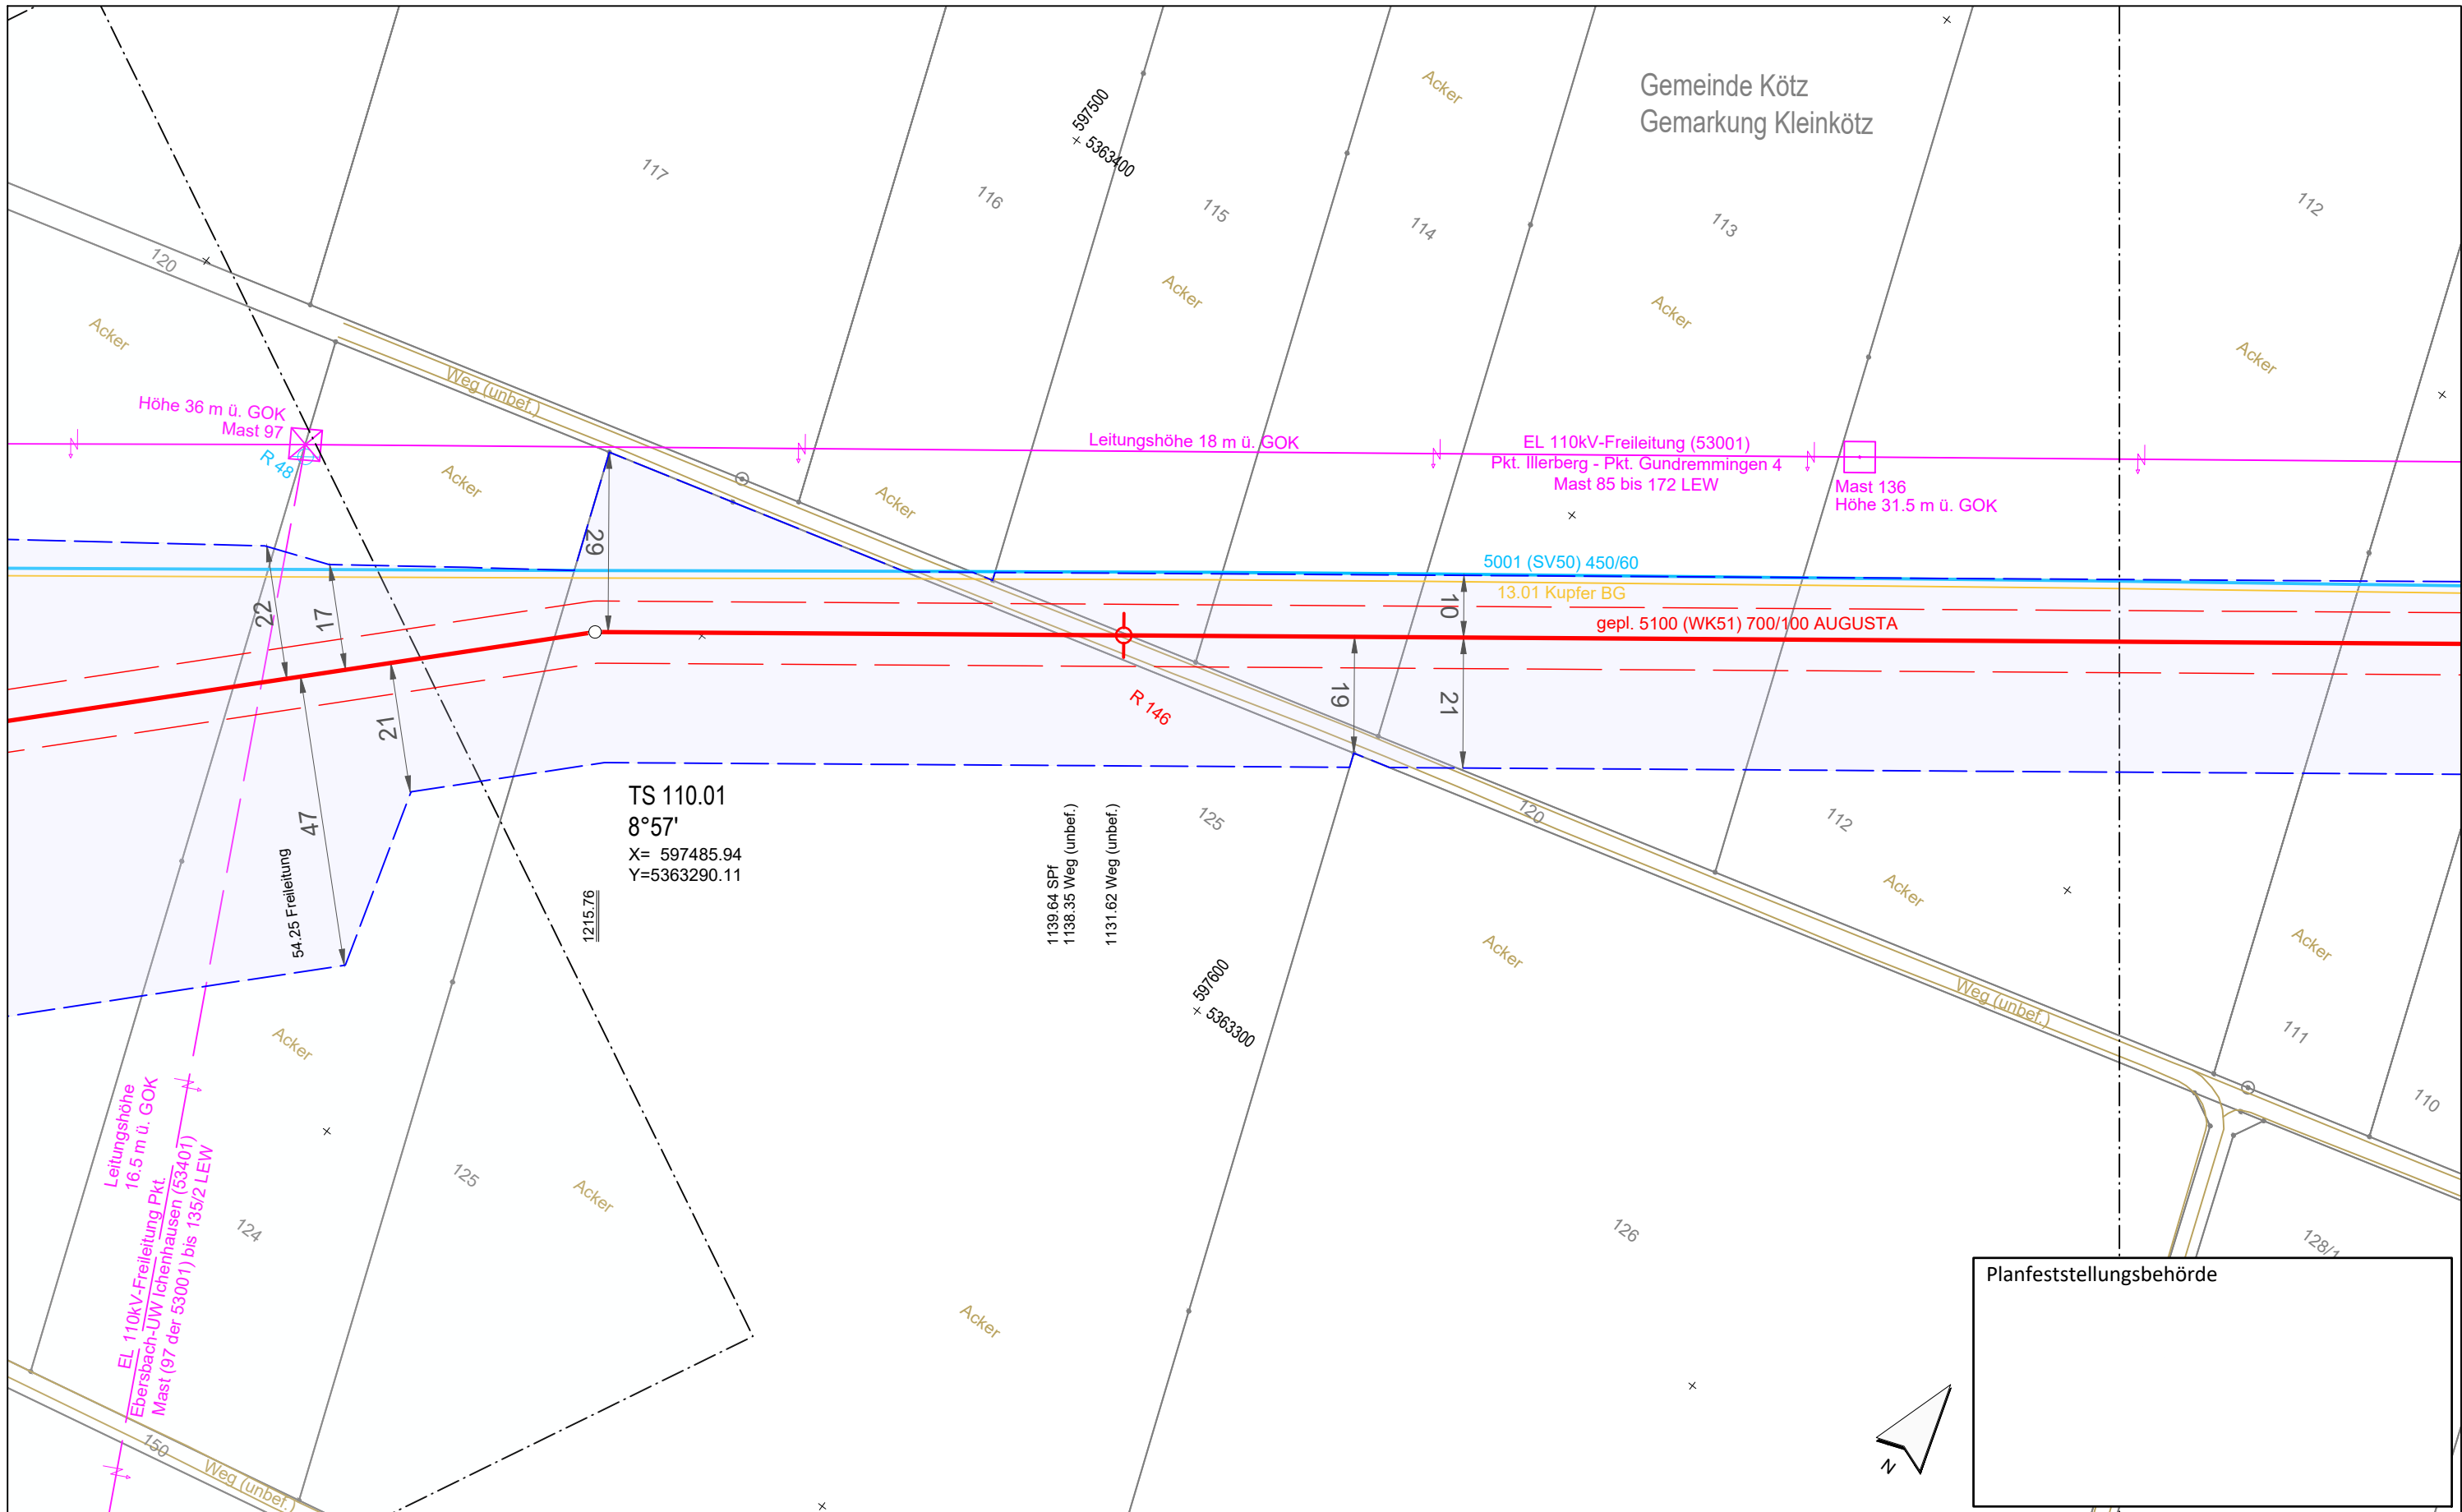 Gemeinde Kötz
Gemarkung Kleinkötz
597500
5363400
Acker
117
116
115
114
113
112
120
Acker
Acker
Acker
Acker
Weg (unbef.)
Höhe 36 m ü. GOK
Mast 97
R 48
Acker
Acker
Leitungshöhe 18 m ü. GOK
EL 110kV-Freileitung (53001)
Pkt. Illerberg - Pkt. Gundremmingen 4
Mast 85 bis 172 LEW
Mast 136
Höhe 31.5 m ü. GOK
29
5001 (SV50) 450/60
13.01 Kupfer BG
gepl. 5100 (WK51) 700/100 AUGUSTA
22
17
10
21
19
21
R 146
47
54.25 Freileitung
TS 110.01
8°57'
X= 597485.94
Y=5363290.11
1215.76
1139.64 SPf
1138.35 Weg (unbef.)
1131.62 Weg (unbef.)
125
120
112
Acker
Acker
Acker
597600
5363300
Weg (unbef.)
111
110
Acker
Leitungshöhe
16.5 m ü. GOK
EL 110kV-Freileitung Pkt.
Ebersbach-UW Ichenhausen (53401)
Mast (97 der 53001) bis 135/2 LEW
124
125
Acker
126
128/1
Acker
150
Weg (unbef.)
N
Planfeststellungsbehörde